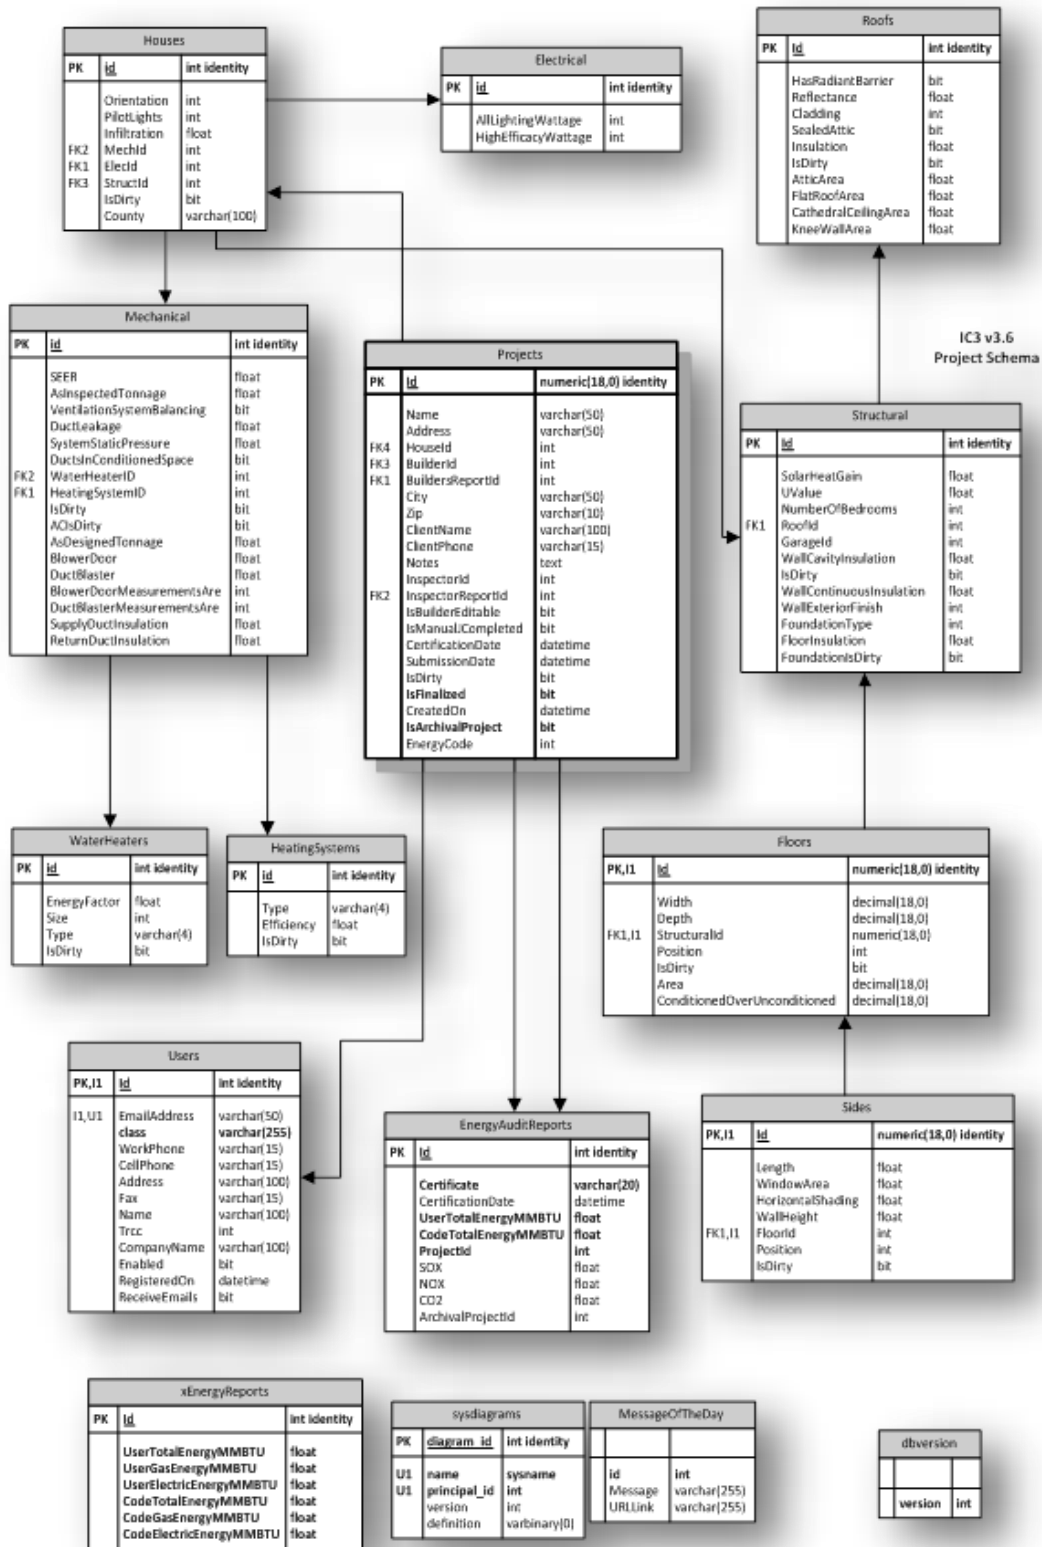 Houses
PK id int identity
Orientation int
PilotLights int
Infiltration float
FK2 MechId int
FK1 ElecId int
FK3 StructId int
IsDirty bit
County varchar(100)
Electrical
PK id int identity
AllLightingWattage int
HighEfficacyWattage int
Roofs
PK Id int identity
HasRadiantBarrier bit
Reflectance float
Cladding int
SealedAttic bit
Insulation float
IsDirty bit
AtticArea float
FlatRoofArea float
CathedralCeilingArea float
KneeWallArea float
IC3 v3.6
Project Schema
Mechanical
PK id int identity
SEER float
AsInspectedTonnage float
VentilationSystemBalancing bit
DuctLeakage float
SystemStaticPressure float
DuctsInConditionedSpace bit
FK2 WaterHeaterID int
FK1 HeatingSystemID int
IsDirty bit
ACIsDirty bit
AsDesignedTonnage float
BlowerDoor float
DuctBlaster float
BlowerDoorMeasurementsAre int
DuctBlasterMeasurementsAre int
SupplyDuctInsulation float
ReturnDuctInsulation float
Projects
PK Id numeric(18,0) identity
Name varchar(50)
Address varchar(50)
FK4 HouseId int
FK3 BuilderId int
FK1 BuildersReportId int
City varchar(50)
Zip varchar(10)
ClientName varchar(100)
ClientPhone varchar(15)
Notes text
InspectorId int
FK2 InspectorReportId int
IsBuilderEditable bit
IsManualJCompleted bit
CertificationDate datetime
SubmissionDate datetime
IsDirty bit
IsFinalized bit
CreatedOn datetime
IsArchivalProject bit
EnergyCode int
Structural
PK Id int identity
SolarHeatGain float
UValue float
NumberOfBedrooms int
FK1 RoofId int
GarageId int
WallCavityInsulation float
IsDirty bit
WallContinuousInsulation float
WallExteriorFinish int
FoundationType int
FloorInsulation float
FoundationIsDirty bit
WaterHeaters
PK id int identity
EnergyFactor float
Size int
Type varchar(4)
IsDirty bit
HeatingSystems
PK id int identity
Type varchar(4)
Efficiency float
IsDirty bit
Floors
PK,I1 Id numeric(18,0) identity
Width decimal(18,0)
Depth decimal(18,0)
FK1,I1 StructuralId numeric(18,0)
Position int
IsDirty bit
Area decimal(18,0)
ConditionedOverUnconditioned decimal(18,0)
Users
PK,I1 Id int identity
I1,U1 EmailAddress varchar(50)
class varchar(255)
WorkPhone varchar(15)
CellPhone varchar(15)
Address varchar(100)
Fax varchar(15)
Name varchar(100)
Trcc int
CompanyName varchar(100)
Enabled bit
RegisteredOn datetime
ReceiveEmails bit
EnergyAuditReports
PK Id int identity
Certificate varchar(20)
CertificationDate datetime
UserTotalEnergyMMBTU float
CodeTotalEnergyMMBTU float
ProjectId int
SOX float
NOX float
CO2 float
ArchivalProjectId int
Sides
PK,I1 Id numeric(18,0) identity
Length float
WindowArea float
HorizontalShading float
WallHeight float
FK1,I1 FloorId int
Position int
IsDirty bit
xEnergyReports
PK Id int identity
UserTotalEnergyMMBTU float
UserGasEnergyMMBTU float
UserElectricEnergyMMBTU float
CodeTotalEnergyMMBTU float
CodeGasEnergyMMBTU float
CodeElectricEnergyMMBTU float
sysdiagrams
PK diagram_id int identity
U1 name sysname
U1 principal_id int
version int
definition varbinary(0)
MessageOfTheDay
id int
Message varchar(255)
URLLink varchar(255)
dbversion
version int